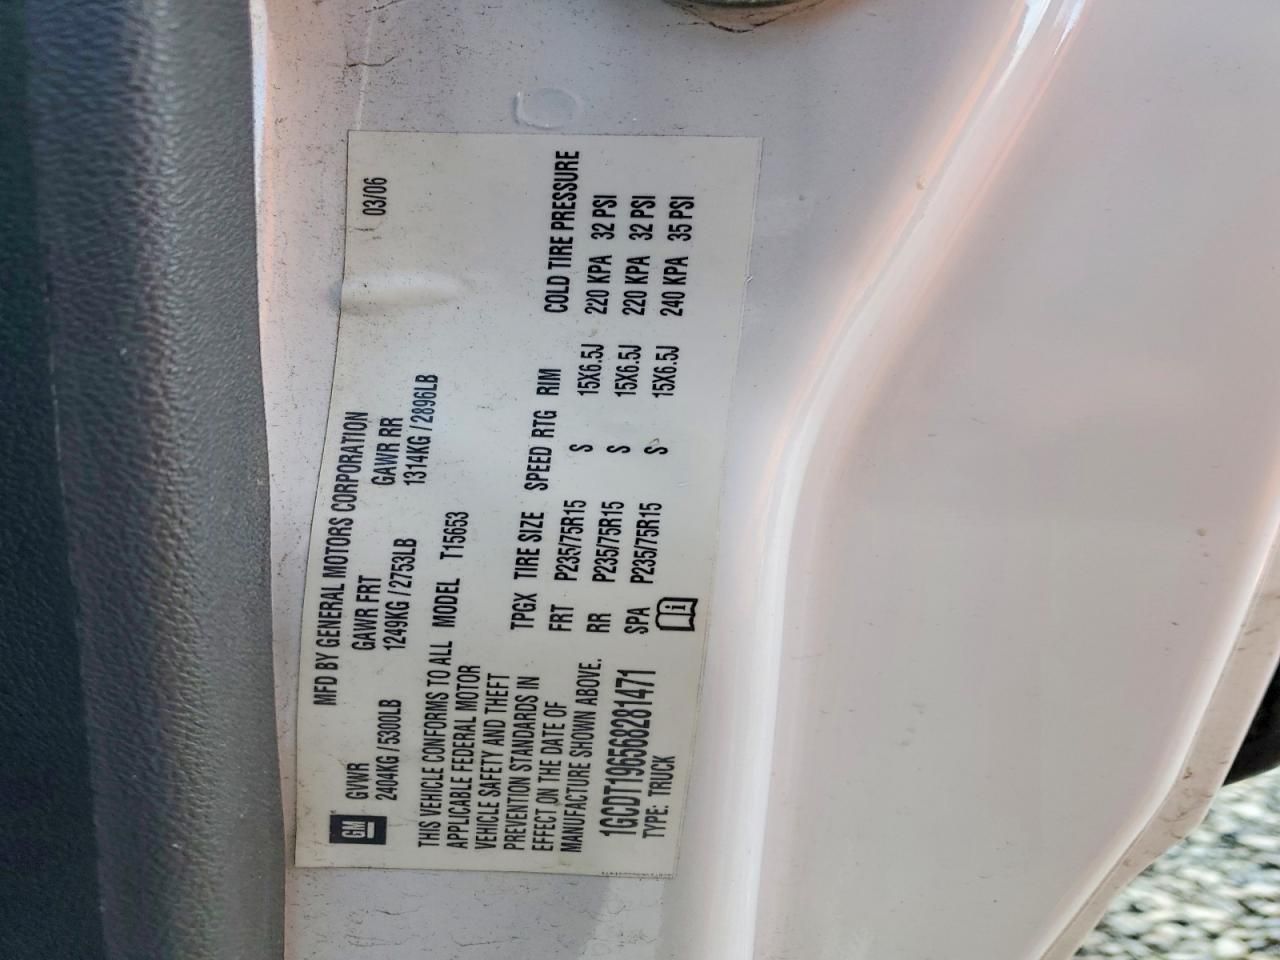 MFD BY GENERAL MOTORS CORPORATION 03/06
GM
GVWR GAWR FRT GAWR RR
2404KG / 5300LB 1249KG / 2753LB 1314KG / 2896LB
THIS VEHICLE CONFORMS TO ALL
APPLICABLE FEDERAL MOTOR
VEHICLE SAFETY AND THEFT
PREVENTION STANDARDS IN
EFFECT ON THE DATE OF
MANUFACTURE SHOWN ABOVE.
1GCDT196568281471
TYPE: TRUCK
MODEL T15653
TPGX TIRE SIZE SPEED RTG RIM COLD TIRE PRESSURE
FRT P235/75R15 S 15X6.5J 220 KPA 32 PSI
RR P235/75R15 S 15X6.5J 220 KPA 32 PSI
SPA P235/75R15 S 15X6.5J 240 KPA 35 PSI